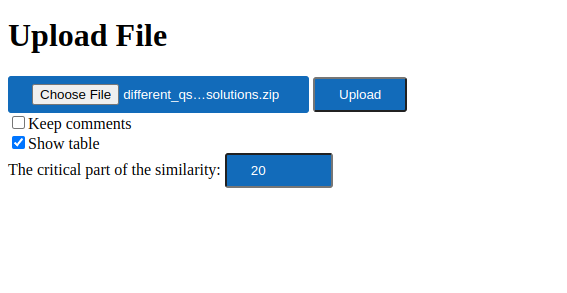 Upload File
Choose File different_qs…solutions.zip Upload
Keep comments
Show table
The critical part of the similarity: 20